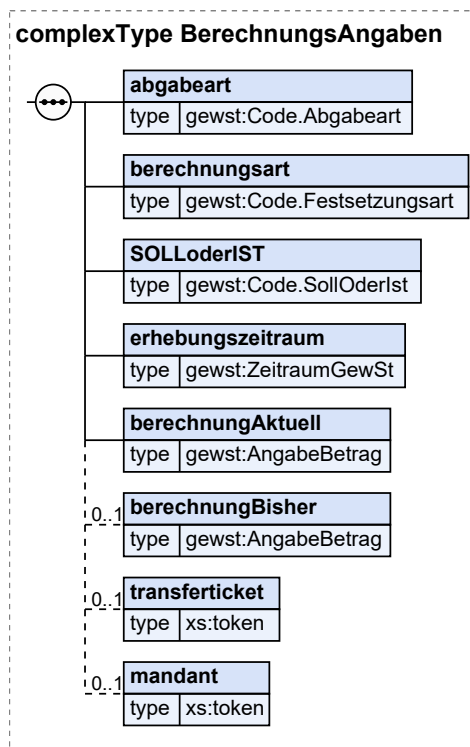 complexType BerechnungsAngaben
abgabeart
type gewst:Code.Abgabeart
berechnungsart
type gewst:Code.Festsetzungsart
SOLLoderIST
type gewst:Code.SollOderIst
erhebungszeitraum
type gewst:ZeitraumGewSt
berechnungAktuell
type gewst:AngabeBetrag
0..1 berechnungBisher
type gewst:AngabeBetrag
0..1 transferticket
type xs:token
0..1 mandant
type xs:token